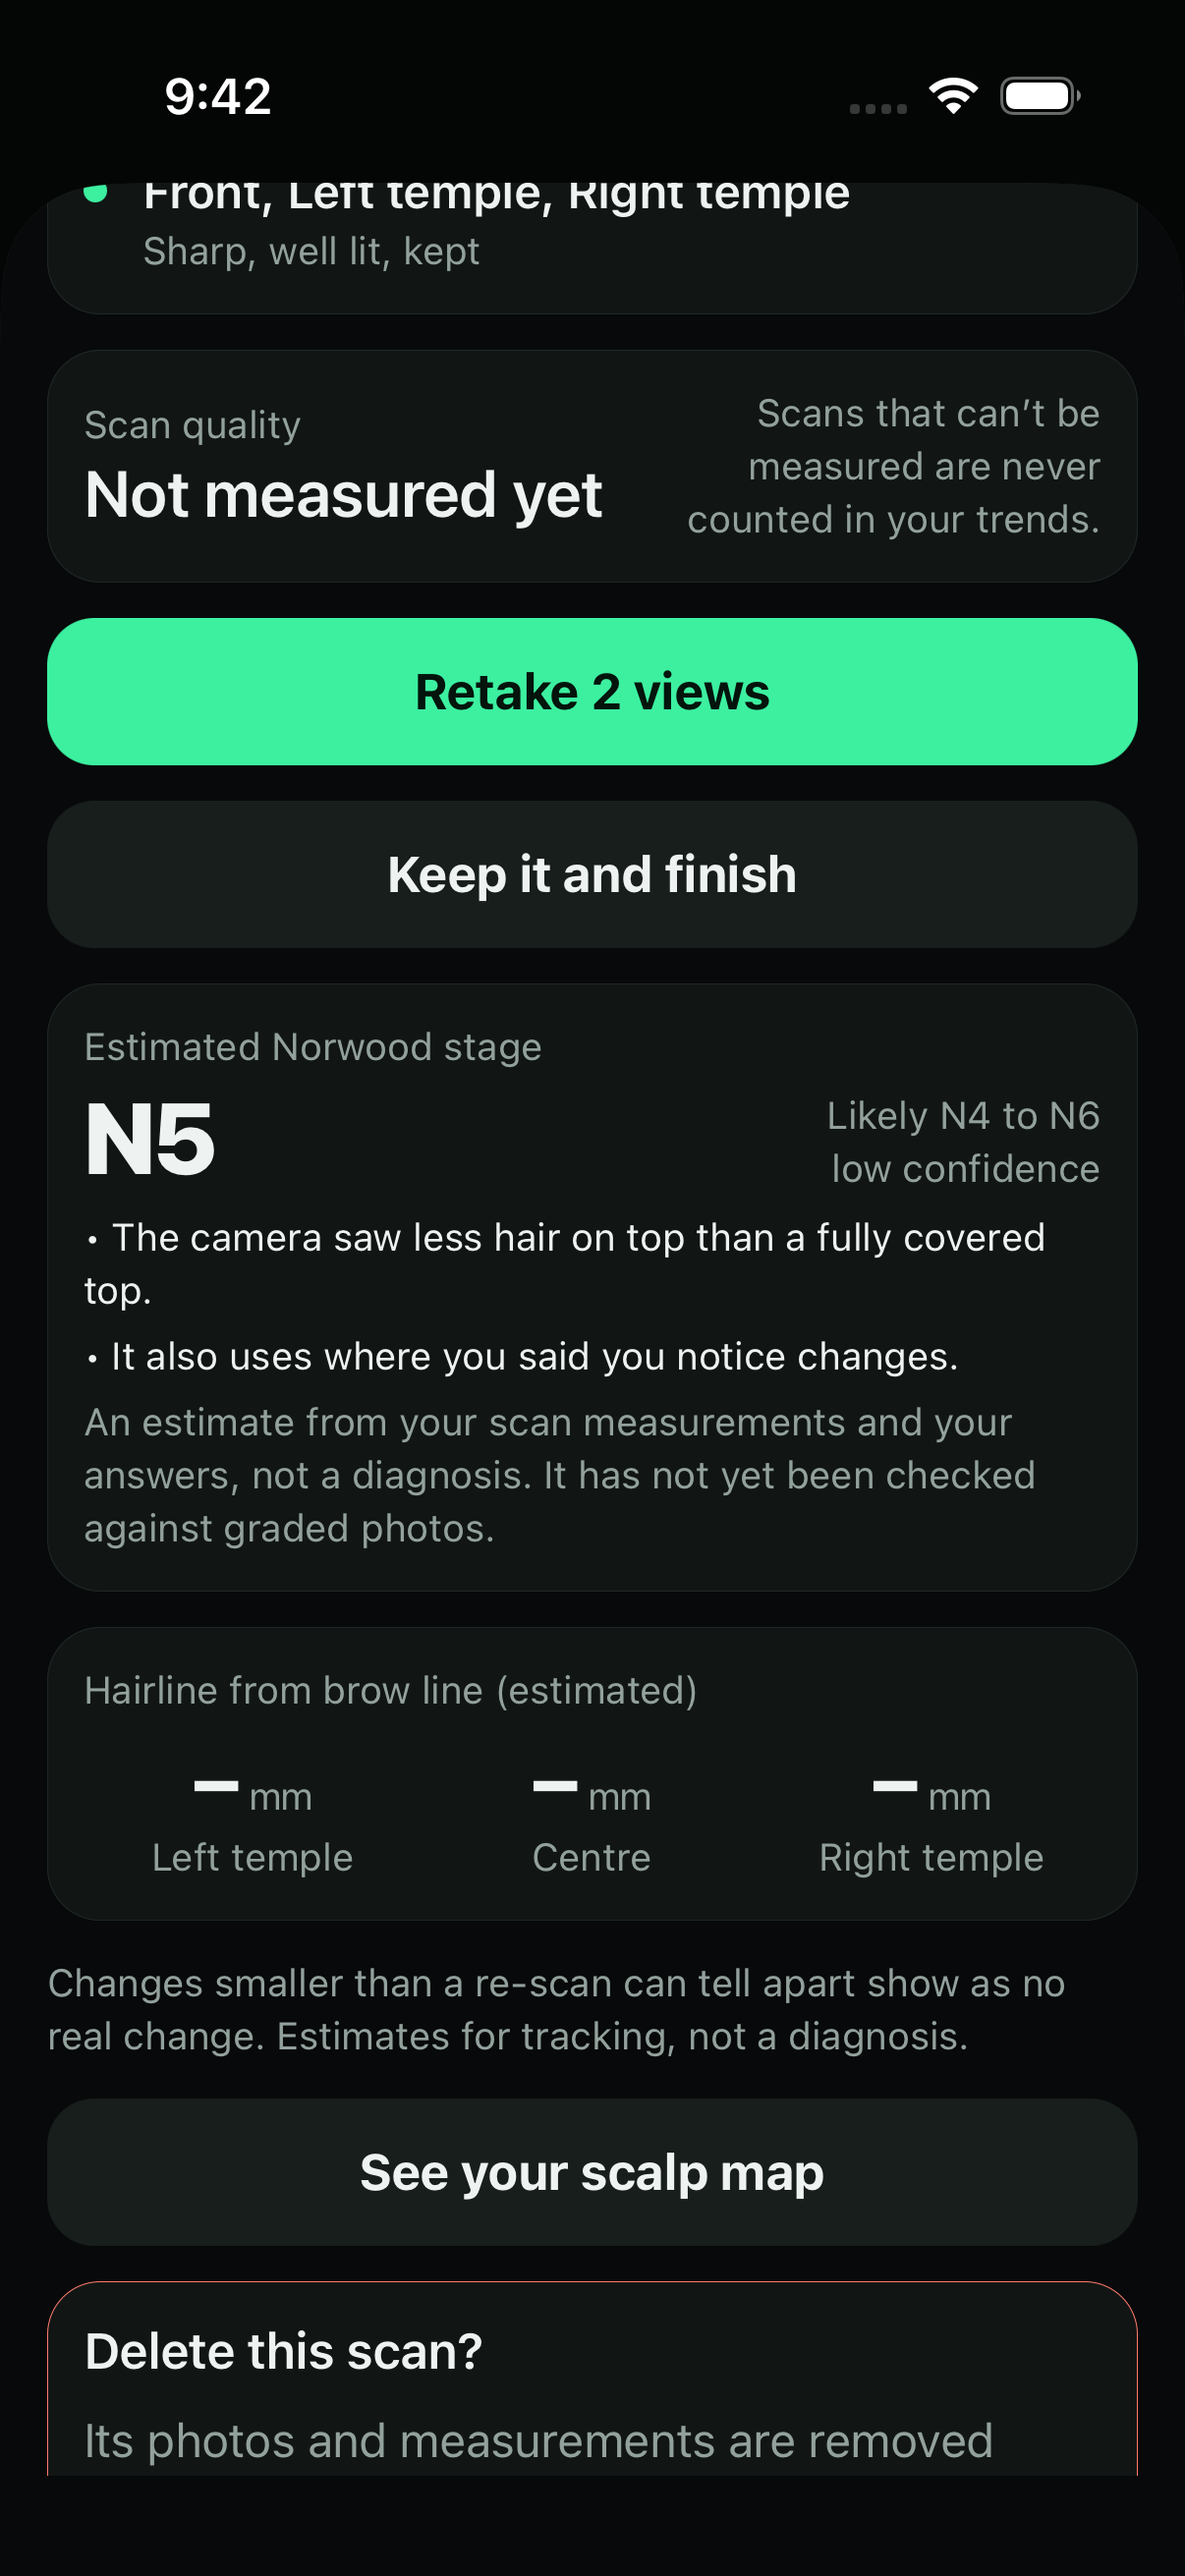 9:42
Front, Left temple, Right temple
Sharp, well lit, kept
Scan quality
Not measured yet
Scans that can’t be
measured are never
counted in your trends.
Retake 2 views
Keep it and finish
Estimated Norwood stage
N5
Likely N4 to N6
low confidence
• The camera saw less hair on top than a fully covered
top.
• It also uses where you said you notice changes.
An estimate from your scan measurements and your
answers, not a diagnosis. It has not yet been checked
against graded photos.
Hairline from brow line (estimated)
– mm – mm – mm
Left temple Centre Right temple
Changes smaller than a re-scan can tell apart show as no
real change. Estimates for tracking, not a diagnosis.
See your scalp map
Delete this scan?
Its photos and measurements are removed